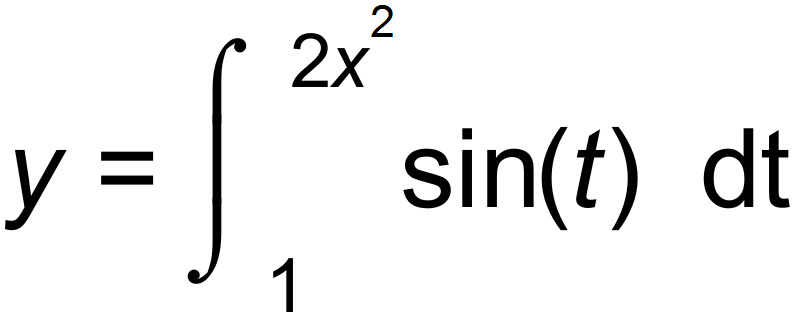 y = ∫₁^{2x²} sin(t) dt